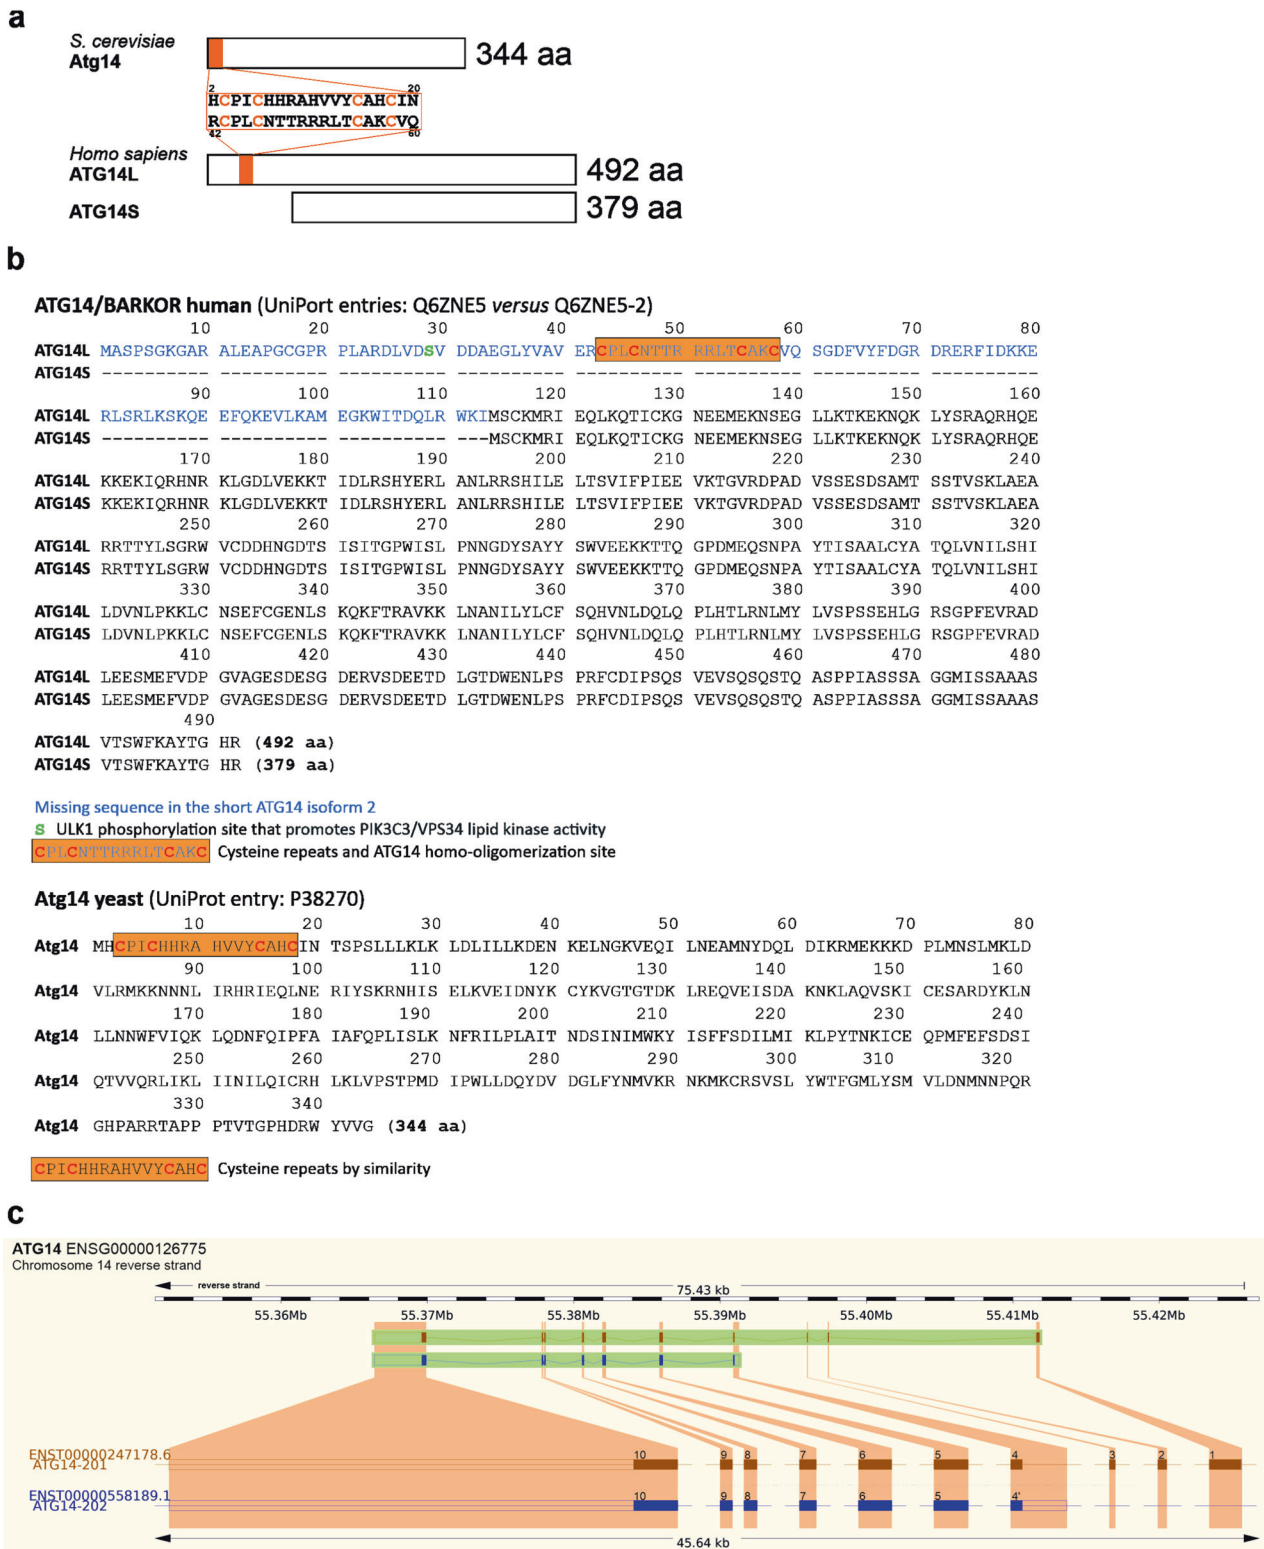 a
S. cerevisiae
Atg14
344 aa
2 20
HCPICHHRAHVVYCAHCIN
RCPLCNTTRRRLTCAKCVQ
42 60
Homo sapiens
ATG14L
492 aa
ATG14S
379 aa
b
ATG14/BARKOR human (UniPort entries: Q6ZNE5 versus Q6ZNE5-2)
10 20 30 40 50 60 70 80
ATG14L MASPSGKGAR ALEAPGCGPR PLARDLVDSV DDAEGLYVAV ERCPLCNTTR RRLTCAKCVQ SGDFVYFDGR DRERFIDKKE
ATG14S ---------- ---------- ---------- ---------- ---------- ---------- ---------- ----------
90 100 110 120 130 140 150 160
ATG14L RLSRLKSKQE EFQKEVLKAM EGKWITDQLR WKIMSCKMRI EQLKQTICKG NEEMEKNSEG LLKTKEKNQK LYSRAQRHQE
ATG14S ---------- ---------- ---------- ---MSCKMRI EQLKQTICKG NEEMEKNSEG LLKTKEKNQK LYSRAQRHQE
170 180 190 200 210 220 230 240
ATG14L KKEKIQRHNR KLGDLVEKKT IDLRSHYERL ANLRRSHILE LTSVIFPIEE VKTGVRDPAD VSSESDSAMT SSTVSKLAEA
ATG14S KKEKIQRHNR KLGDLVEKKT IDLRSHYERL ANLRRSHILE LTSVIFPIEE VKTGVRDPAD VSSESDSAMT SSTVSKLAEA
250 260 270 280 290 300 310 320
ATG14L RRTTYLSGRW VCDDHNGDTS ISITGPWISL PNNGDYSAYY SWVEEKKTTQ GPDMEQSNPA YTISAALCYA TQLVNILSHI
ATG14S RRTTYLSGRW VCDDHNGDTS ISITGPWISL PNNGDYSAYY SWVEEKKTTQ GPDMEQSNPA YTISAALCYA TQLVNILSHI
330 340 350 360 370 380 390 400
ATG14L LDVNLPKKLC NSEFCGENLS KQKFTRAVKK LNANILYLCF SQHVNLDQLQ PLHTLRNLMY LVSPSSEHLG RSGPFEVRAD
ATG14S LDVNLPKKLC NSEFCGENLS KQKFTRAVKK LNANILYLCF SQHVNLDQLQ PLHTLRNLMY LVSPSSEHLG RSGPFEVRAD
410 420 430 440 450 460 470 480
ATG14L LEESMEFVDP GVAGESDESG DERVSDEETD LGTDWENLPS PRFCDIPSQS VEVSQSQSTQ ASPPIASSSA GGMISSAAAS
ATG14S LEESMEFVDP GVAGESDESG DERVSDEETD LGTDWENLPS PRFCDIPSQS VEVSQSQSTQ ASPPIASSSA GGMISSAAAS
490
ATG14L VTSWFKAYTG HR (492 aa)
ATG14S VTSWFKAYTG HR (379 aa)
Missing sequence in the short ATG14 isoform 2
S ULK1 phosphorylation site that promotes PIK3C3/VPS34 lipid kinase activity
CPLCNTTRRRLTCAKC Cysteine repeats and ATG14 homo-oligomerization site
Atg14 yeast (UniProt entry: P38270)
10 20 30 40 50 60 70 80
Atg14 MHCPICHHRA HVVYCAHCIN TSPSLLLKLK LDLILLKDEN KELNGKVEQI LNEAMNYDQL DIKRMEKKKD PLMNSLMKLD
90 100 110 120 130 140 150 160
Atg14 VLRMKKNNNL IRHRIEQLNE RIYSKRNHIS ELKVEIDNYK CYKVGTGTDK LREQVEISDA KNKLAQVSKI CESARDYKLN
170 180 190 200 210 220 230 240
Atg14 LLNNWFVIQK LQDNFQIPFA IAFQPLISLK NFRILPLAIT NDSINIMWKY ISFFSDILMI KLPYTNKICE QPMFEFSDSI
250 260 270 280 290 300 310 320
Atg14 QTVVQRLIKL IINILQICRH LKLVPSTPMD IPWLLDQYDV DGLFYNMVKR NKMKCRSVSL YWTFGMLYSM VLDNMNNPQR
330 340
Atg14 GHPARRTAPP PTVTGPHDRW YVVG (344 aa)
CPICHHRAHVVYCAHC Cysteine repeats by similarity
c
ATG14 ENSG00000126775
Chromosome 14 reverse strand
reverse strand
75.43 kb
55.36Mb 55.37Mb 55.38Mb 55.39Mb 55.40Mb 55.41Mb 55.42Mb
ENST00000247178.6
10 9 8 7 6 5 4 3 2 1
ATG14-201
ENST00000558189.1
10 9 8 7 6 5 4'
ATG14-202
45.64 kb